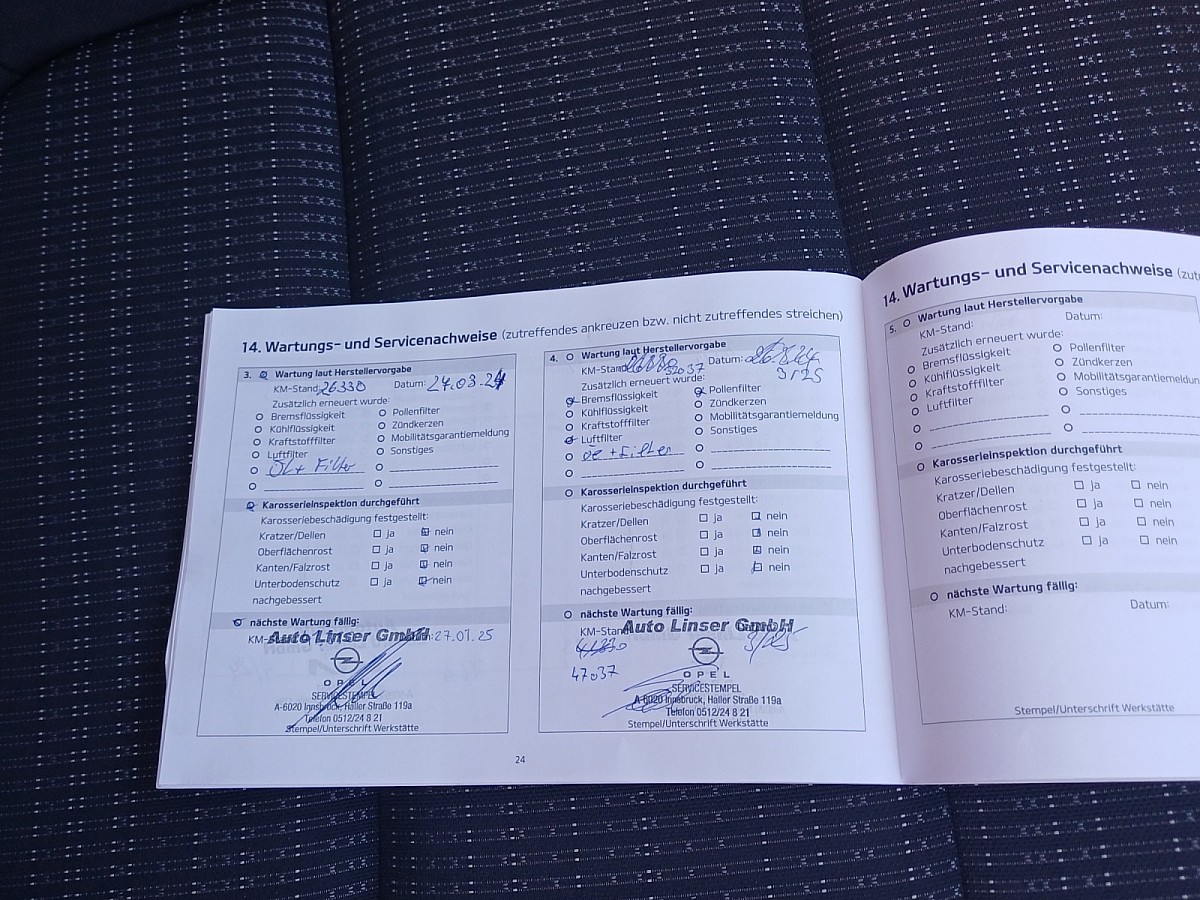 14. Wartungs- und Servicenachweise (zutreffendes ankreuzen bzw. nicht zutreffendes streichen)
3. Wartung laut Herstellervorgabe
KM-Stand: 26330 Datum: 24.03.24
Zusätzlich erneuert wurde:
Bremsflüssigkeit Pollenfilter
Kühlflüssigkeit Zündkerzen
Kraftstofffilter Mobilitätsgarantiemeldung
Luftfilter Sonstiges
Öl + Filter
Karosserieinspektion durchgeführt
Karosseriebeschädigung festgestellt:
Kratzer/Dellen ja nein
Oberflächenrost ja nein
Kanten/Falzrost ja nein
Unterbodenschutz ja nein
nachgebessert
nächste Wartung fällig:
Auto Linser GmbH 27.01.25
OPEL
SERVICESTEMPEL
A-6020 Innsbruck, Haller Straße 119a
Telefon 0512/24 8 21
Stempel/Unterschrift Werkstätte
4. Wartung laut Herstellervorgabe
KM-Stand 32037 Datum:
3/25
Zusätzlich erneuert wurde:
Bremsflüssigkeit Pollenfilter
Kühlflüssigkeit Zündkerzen
Kraftstofffilter Mobilitätsgarantiemeldung
Luftfilter Sonstiges
Öl + Filter
Karosserieinspektion durchgeführt
Karosseriebeschädigung festgestellt:
Kratzer/Dellen ja nein
Oberflächenrost ja nein
Kanten/Falzrost ja nein
Unterbodenschutz ja nein
nachgebessert
nächste Wartung fällig:
KM-Stand Auto Linser GmbH
47037
OPEL
SERVICESTEMPEL
A-6020 Innsbruck, Haller Straße 119a
Telefon 0512/24 8 21
Stempel/Unterschrift Werkstätte
24
14. Wartungs- und Servicenachweise (zut
5. Wartung laut Herstellervorgabe
KM-Stand: Datum:
Zusätzlich erneuert wurde:
Bremsflüssigkeit Pollenfilter
Kühlflüssigkeit Zündkerzen
Kraftstofffilter Mobilitätsgarantiemeldun
Luftfilter Sonstiges
Karosserieinspektion durchgeführt
Karosseriebeschädigung festgestellt:
Kratzer/Dellen ja nein
Oberflächenrost ja nein
Kanten/Falzrost ja nein
Unterbodenschutz ja nein
nachgebessert
nächste Wartung fällig:
KM-Stand: Datum:
Stempel/Unterschrift Werkstätte